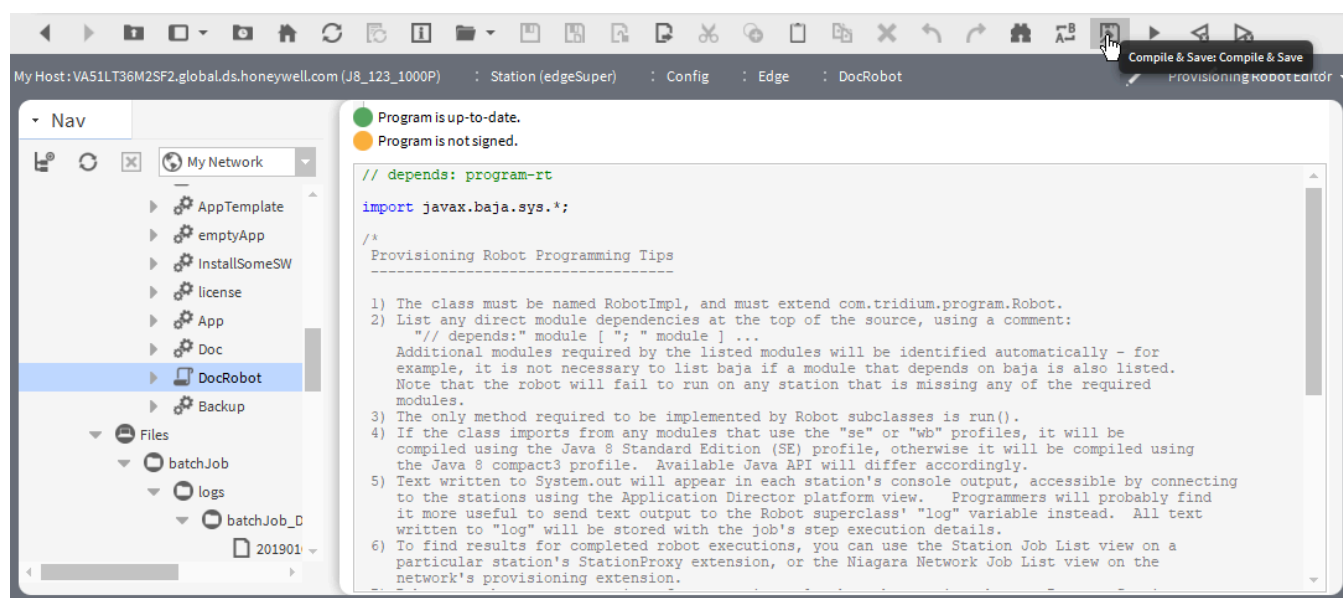 Compile & Save: Compile & Save
My Host : VA51LT36M2SF2.global.ds.honeywell.com (J8_123_1000P) : Station (edgeSuper) : Config : Edge : DocRobot
Provisioning Robot Editor
Nav
My Network
AppTemplate
emptyApp
InstallSomeSW
license
App
Doc
DocRobot
Backup
Files
batchJob
logs
batchJob_D
201901
Program is up-to-date.
Program is not signed.
// depends: program-rt
import javax.baja.sys.*;
/*
Provisioning Robot Programming Tips
-----------------------------------
1) The class must be named RobotImpl, and must extend com.tridium.program.Robot.
2) List any direct module dependencies at the top of the source, using a comment:
"// depends:" module [ "; " module ] ...
Additional modules required by the listed modules will be identified automatically - for
example, it is not necessary to list baja if a module that depends on baja is also listed.
Note that the robot will fail to run on any station that is missing any of the required
modules.
3) The only method required to be implemented by Robot subclasses is run().
4) If the class imports from any modules that use the "se" or "wb" profiles, it will be
compiled using the Java 8 Standard Edition (SE) profile, otherwise it will be compiled using
the Java 8 compact3 profile.  Available Java API will differ accordingly.
5) Text written to System.out will appear in each station's console output, accessible by connecting
to the stations using the Application Director platform view.   Programmers will probably find
it more useful to send text output to the Robot superclass' "log" variable instead.  All text
written to "log" will be stored with the job's step execution details.
6) To find results for completed robot executions, you can use the Station Job List view on a
particular station's StationProxy extension, or the Niagara Network Job List view on the
network's provisioning extension.